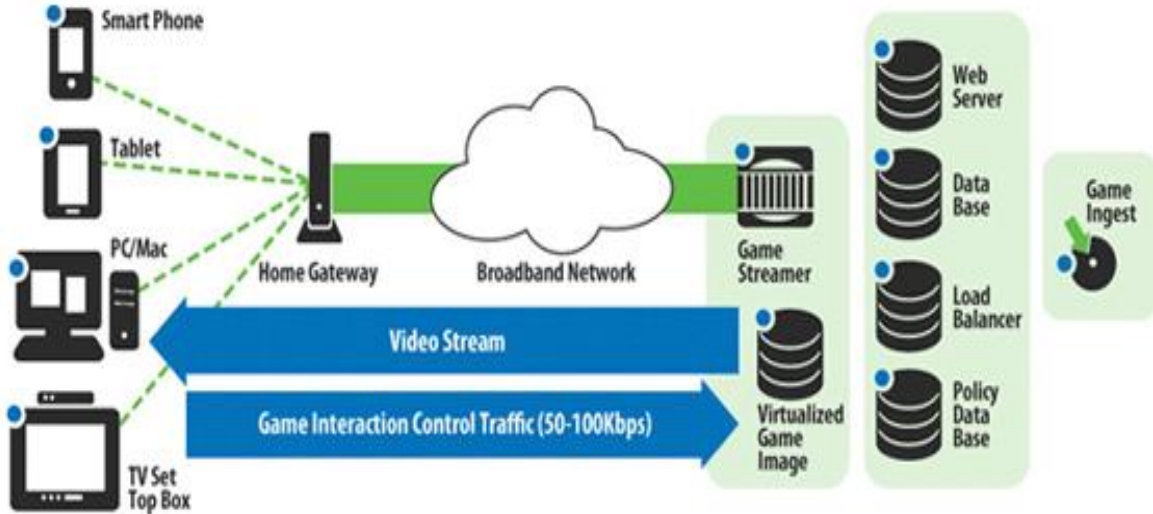 Smart Phone
Tablet
PC/Mac
TV Set
Top Box
Home Gateway
Broadband Network
Video Stream
Game Interaction Control Traffic (50-100Kbps)
Game
Streamer
Virtualized
Game
Image
Web
Server
Data
Base
Load
Balancer
Policy
Data
Base
Game
Ingest